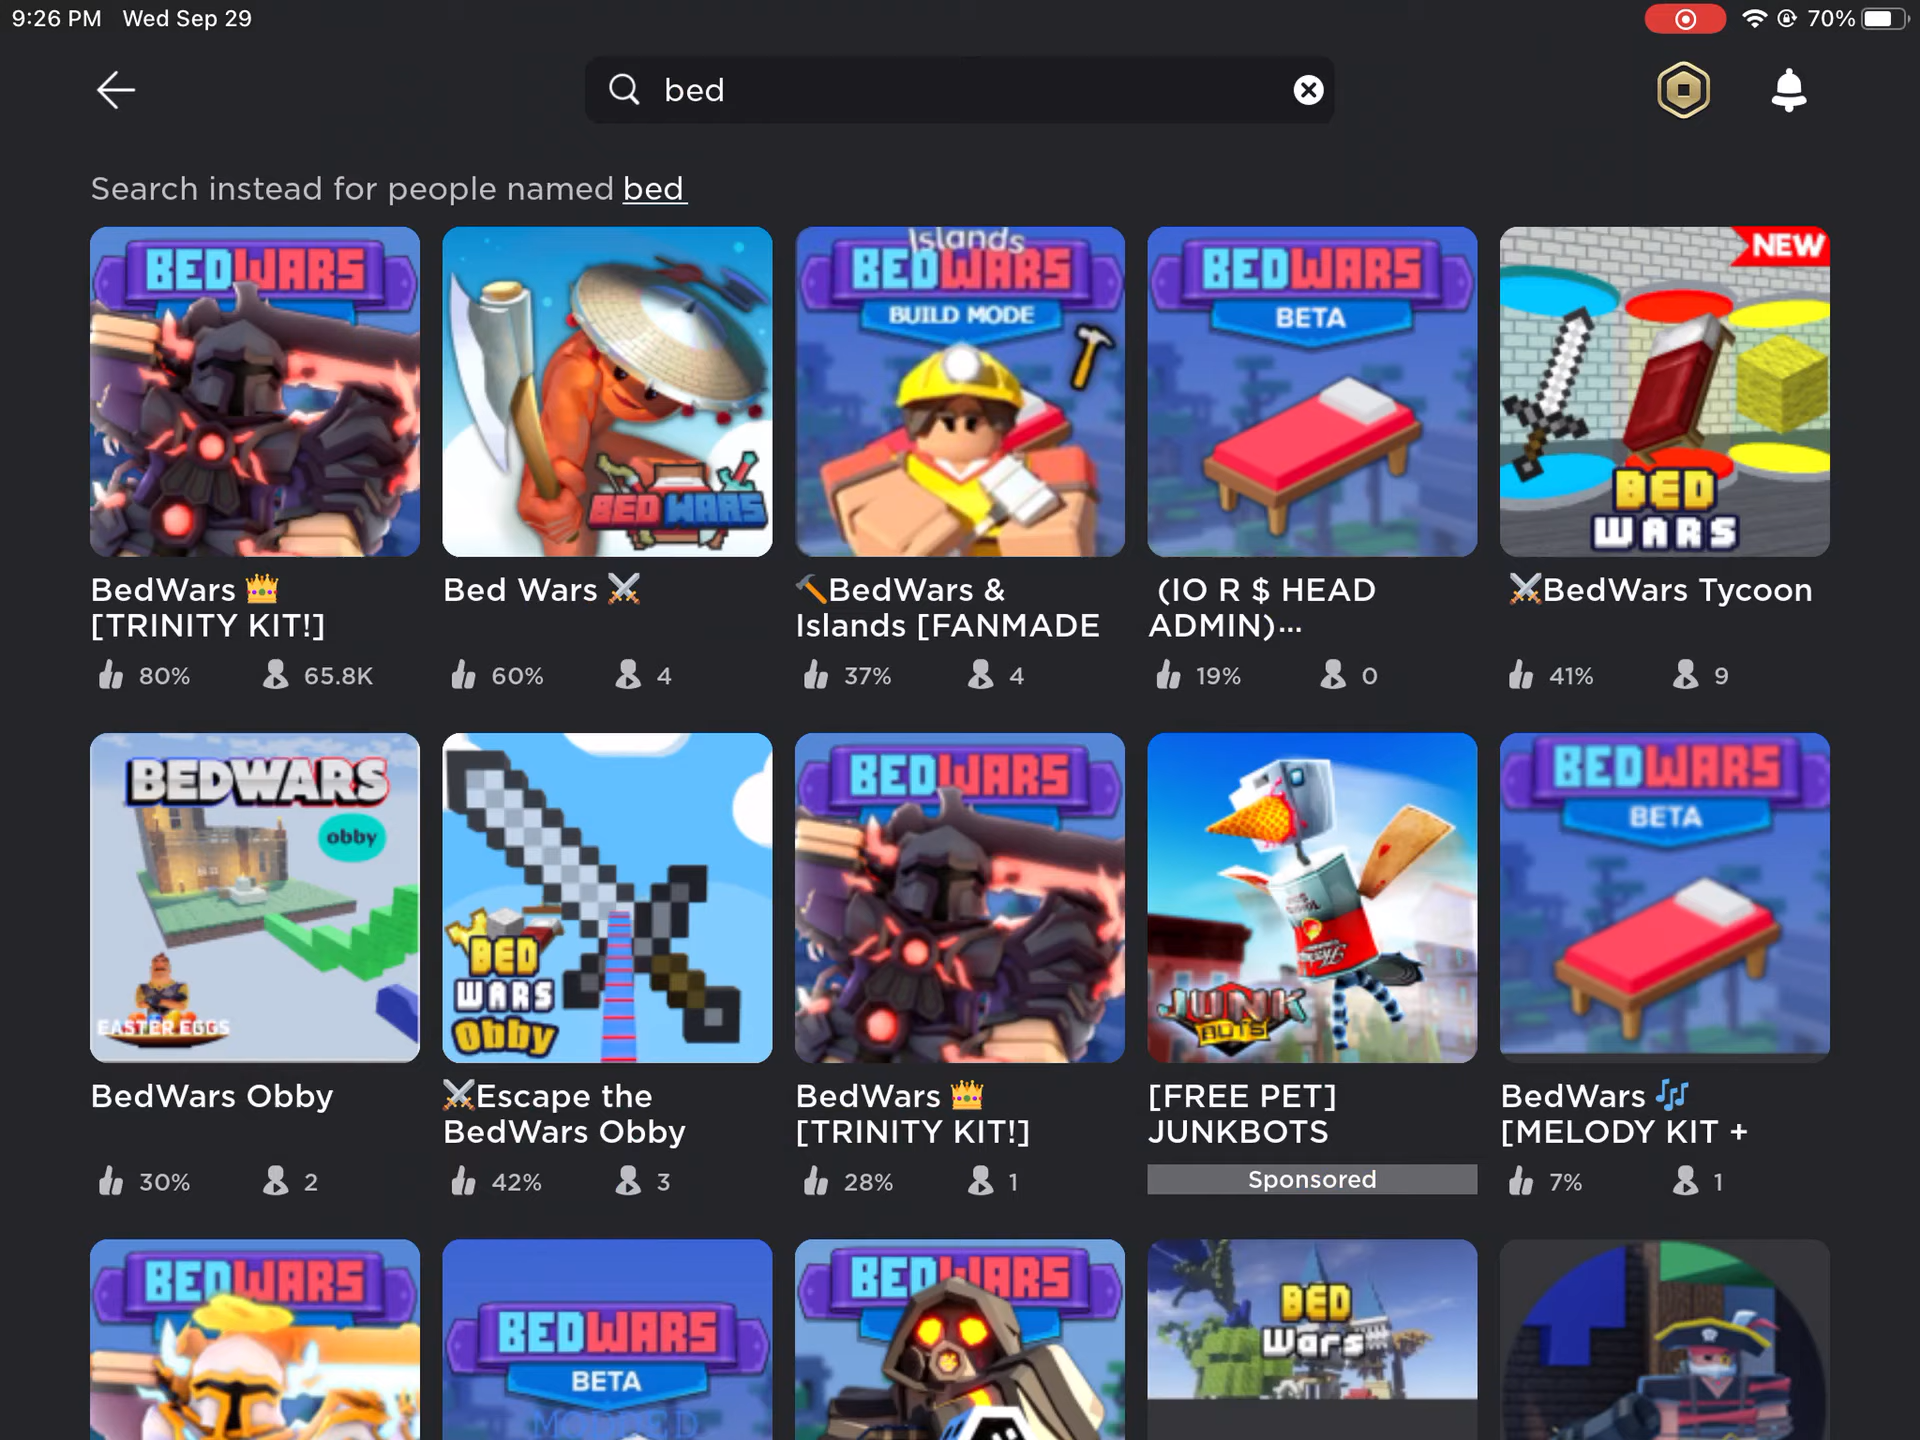 9:26 PM Wed Sep 29
70%
bed
Search instead for people named bed
BEDWARS
BED WARS
Islands
BEDWARS
BUILD MODE
BEDWARS
BETA
NEW
BED
WARS
BedWars 👑
[TRINITY KIT!]
Bed Wars ⚔️
🔨BedWars &
Islands [FANMADE
(IO R $ HEAD
ADMIN)...
⚔️BedWars Tycoon
80% 65.8K
60% 4
37% 4
19% 0
41% 9
BEDWARS
obby
EASTER EGGS
BED
WARS
Obby
BEDWARS
JUNK
BOTS
BEDWARS
BETA
BedWars Obby
⚔️Escape the
BedWars Obby
BedWars 👑
[TRINITY KIT!]
[FREE PET]
JUNKBOTS
BedWars 🎶
[MELODY KIT +
30% 2
42% 3
28% 1
Sponsored
7% 1
BEDWARS
BEDWARS
BETA
MODDED
BEDWARS
BED
Wars